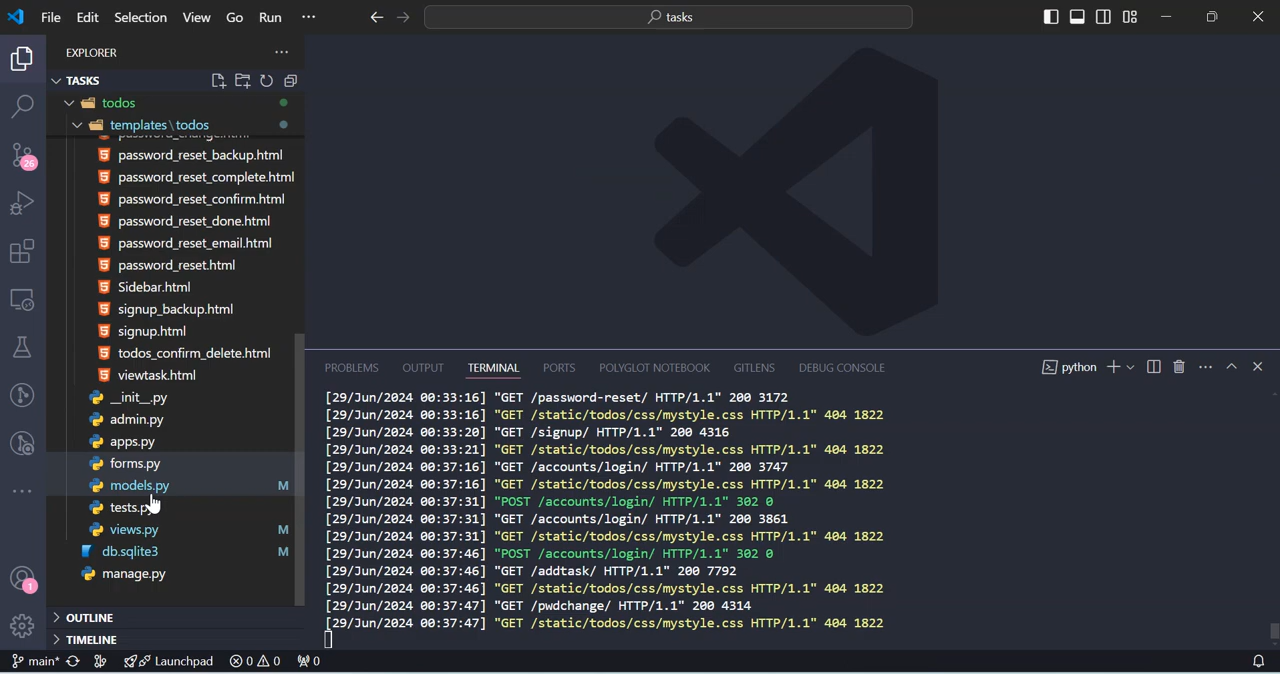 File Edit Selection View Go Run ··· tasks
EXPLORER ···
TASKS
todos
templates\todos
password_change.html
password_reset_backup.html
password_reset_complete.html
password_reset_confirm.html
password_reset_done.html
password_reset_email.html
password_reset.html
Sidebar.html
signup_backup.html
signup.html
todos_confirm_delete.html
viewtask.html
__init__.py
admin.py
apps.py
forms.py
models.py M
tests.py
views.py M
db.sqlite3 M
manage.py
OUTLINE
TIMELINE
26
1
PROBLEMS OUTPUT TERMINAL PORTS POLYGLOT NOTEBOOK GITLENS DEBUG CONSOLE python
[29/Jun/2024 00:33:16] "GET /password-reset/ HTTP/1.1" 200 3172
[29/Jun/2024 00:33:16] "GET /static/todos/css/mystyle.css HTTP/1.1" 404 1822
[29/Jun/2024 00:33:20] "GET /signup/ HTTP/1.1" 200 4316
[29/Jun/2024 00:33:21] "GET /static/todos/css/mystyle.css HTTP/1.1" 404 1822
[29/Jun/2024 00:37:16] "GET /accounts/login/ HTTP/1.1" 200 3747
[29/Jun/2024 00:37:16] "GET /static/todos/css/mystyle.css HTTP/1.1" 404 1822
[29/Jun/2024 00:37:31] "POST /accounts/login/ HTTP/1.1" 302 0
[29/Jun/2024 00:37:31] "GET /accounts/login/ HTTP/1.1" 200 3861
[29/Jun/2024 00:37:31] "GET /static/todos/css/mystyle.css HTTP/1.1" 404 1822
[29/Jun/2024 00:37:46] "POST /accounts/login/ HTTP/1.1" 302 0
[29/Jun/2024 00:37:46] "GET /addtask/ HTTP/1.1" 200 7792
[29/Jun/2024 00:37:46] "GET /static/todos/css/mystyle.css HTTP/1.1" 404 1822
[29/Jun/2024 00:37:47] "GET /pwdchange/ HTTP/1.1" 200 4314
[29/Jun/2024 00:37:47] "GET /static/todos/css/mystyle.css HTTP/1.1" 404 1822
main* Launchpad 0 0 0